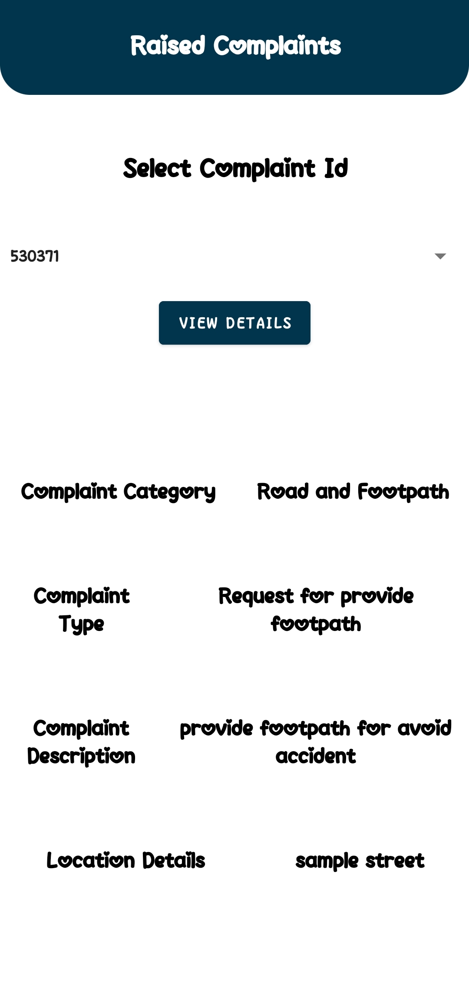 Raised Complaints
Select Complaint Id
530371
VIEW DETAILS
Complaint Category Road and Footpath
Complaint Type
Request for provide footpath
Complaint Description
provide footpath for avoid accident
Location Details sample street